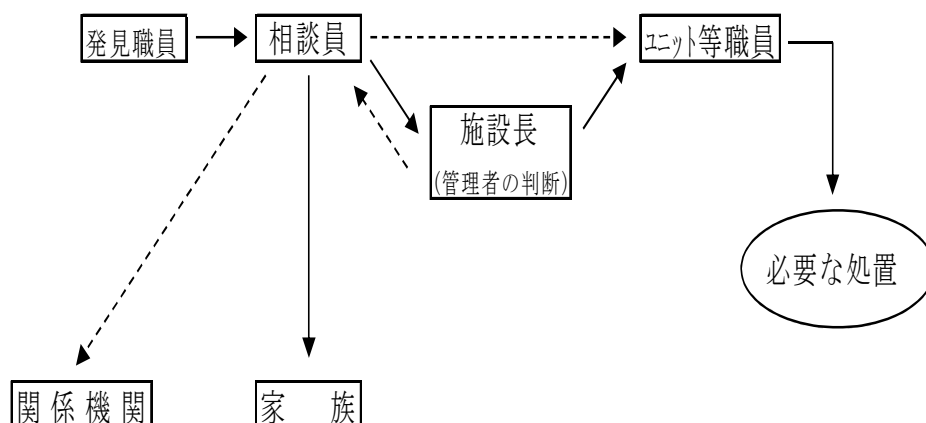 発見職員
相談員
ユニット等職員
施設長
(管理者の判断)
必要な処置
関係機関
家　族